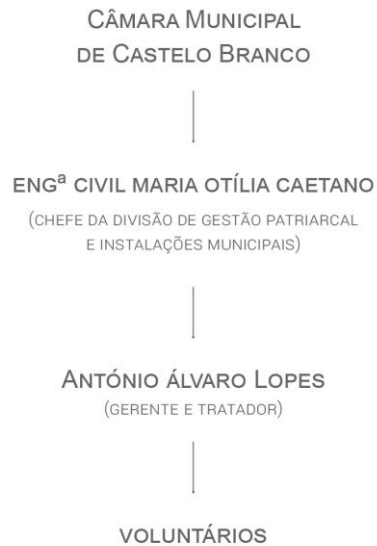 CÂMARA MUNICIPAL
DE CASTELO BRANCO
ENGª CIVIL MARIA OTÍLIA CAETANO
(CHEFE DA DIVISÃO DE GESTÃO PATRIARCAL
E INSTALAÇÕES MUNICIPAIS)
ANTÓNIO ÁLVARO LOPES
(GERENTE E TRATADOR)
VOLUNTÁRIOS